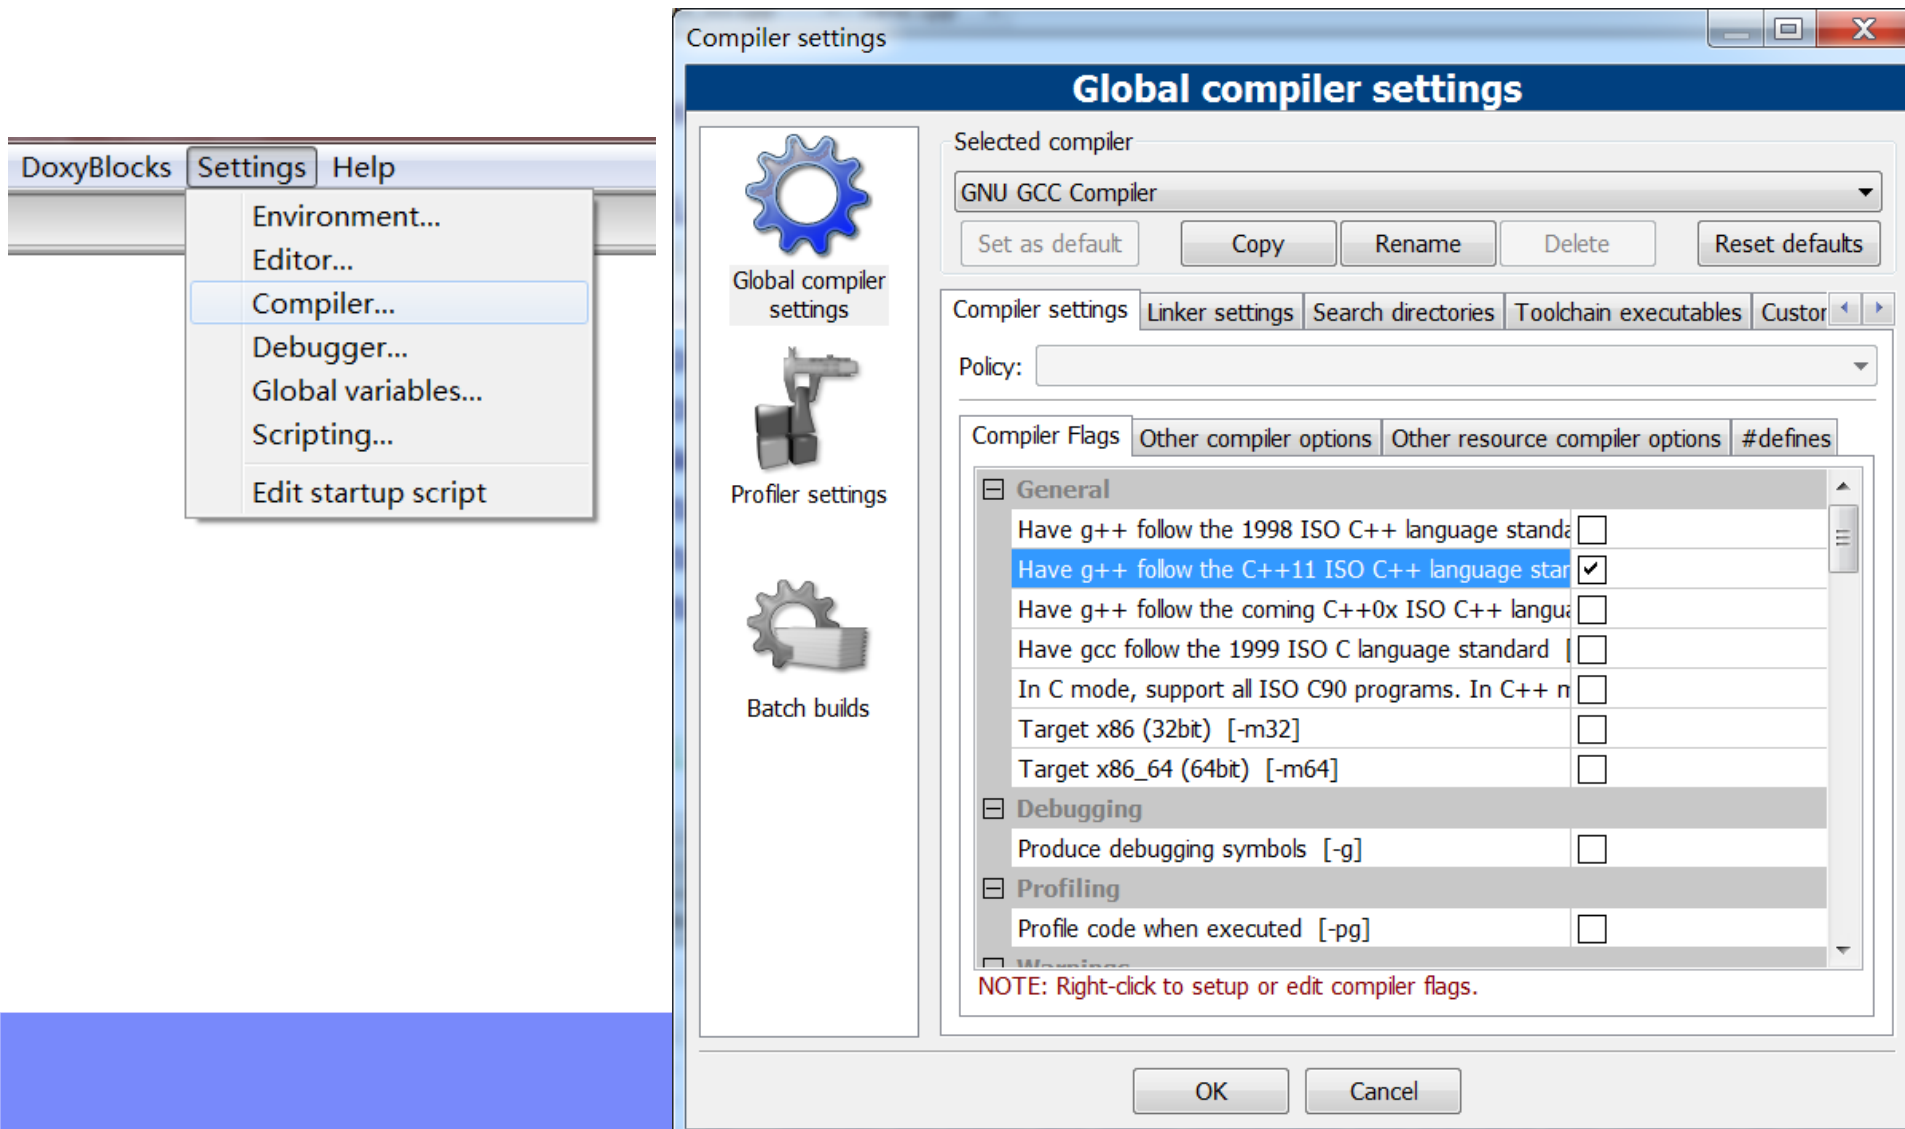 DoxyBlocks Settings Help
Environment...
Editor...
Compiler...
Debugger...
Global variables...
Scripting...
Edit startup script
Compiler settings
Global compiler settings
Global compiler
settings
Profiler settings
Batch builds
Selected compiler
GNU GCC Compiler
Set as default Copy Rename Delete Reset defaults
Compiler settings Linker settings Search directories Toolchain executables Custor
Policy:
Compiler Flags Other compiler options Other resource compiler options #defines
General
Have g++ follow the 1998 ISO C++ language standa
Have g++ follow the C++11 ISO C++ language star
Have g++ follow the coming C++0x ISO C++ langua
Have gcc follow the 1999 ISO C language standard [
In C mode, support all ISO C90 programs. In C++ m
Target x86 (32bit) [-m32]
Target x86_64 (64bit) [-m64]
Debugging
Produce debugging symbols [-g]
Profiling
Profile code when executed [-pg]
Warnings
NOTE: Right-click to setup or edit compiler flags.
OK Cancel